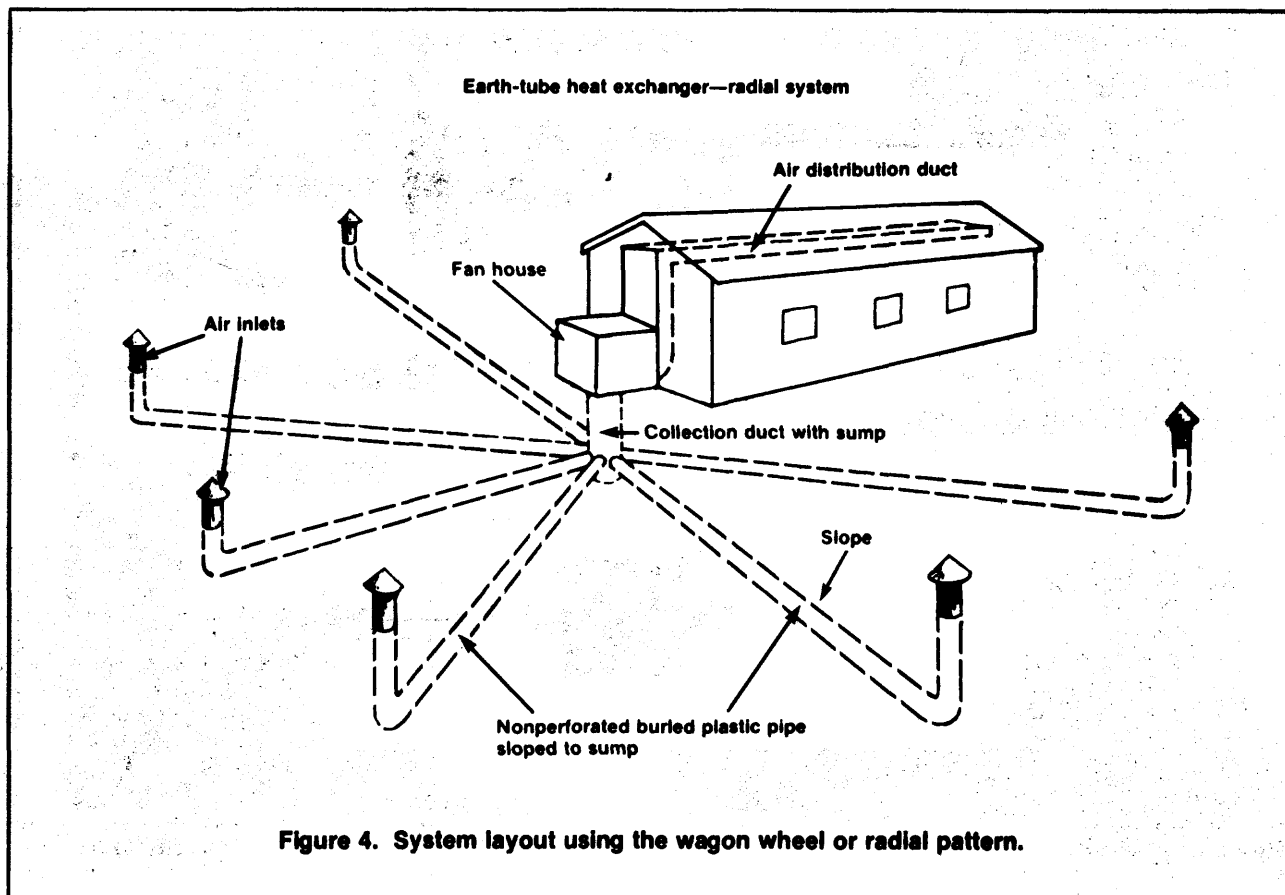 Earth-tube heat exchanger—radial system
Air distribution duct
Fan house
Air inlets
Collection duct with sump
Slope
Nonperforated buried plastic pipe
sloped to sump
Figure 4. System layout using the wagon wheel or radial pattern.